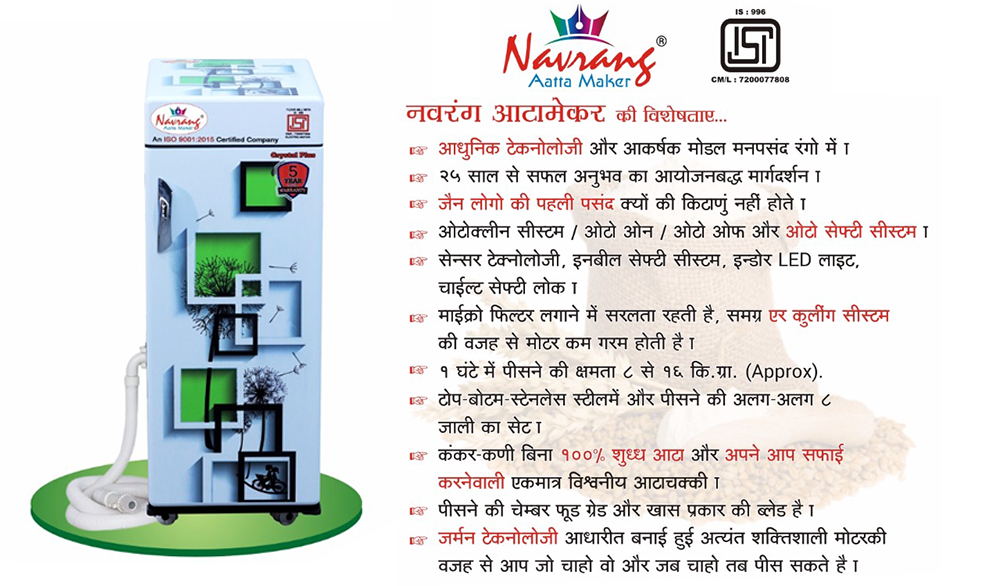 Navrang®
Aatta Maker
IS : 996
ISI
CM/L : 7200077808
नवरंग आटामेकर की विशेषताए...
आधुनिक टेकनोलोजी और आकर्षक मोडल मनपसंद रंगो में ।
२५ साल से सफल अनुभव का आयोजनबद्ध मार्गदर्शन ।
जैन लोगो की पहली पसंद क्यों की किटाणुं नहीं होते ।
ओटोक्लीन सीस्टम / ओटो ओन / ओटो ओफ और ओटो सेफ्टी सीस्टम ।
सेन्सर टेक्नोलोजी, इनबील सेफ्टी सीस्टम, इन्डोर LED लाइट,
चाईल्ट सेफ्टी लोक ।
माईक्रो फिल्टर लगाने में सरलता रहती है, समग्र एर कुलींग सीस्टम
की वजह से मोटर कम गरम होती है ।
१ घंटे में पीसने की क्षमता ८ से १६ कि.ग्रा. (Approx).
टोप-बोटम-स्टेनलेस स्टीलमें और पीसने की अलग-अलग ८
जाली का सेट ।
कंकर-कणी बिना १००% शुध्ध आटा और अपने आप सफाई
करनेवाली एकमात्र विश्वनीय आटाचक्की ।
पीसने की चेम्बर फूड ग्रेड और खास प्रकार की ब्लेड है ।
जर्मन टेकनोलोजी आधारीत बनाई हुई अत्यंत शक्तिशाली मोटरकी
वजह से आप जो चाहो वो और जब चाहो तब पीस सकते है ।
Navrang
Aatta Maker
An ISO 9001:2015 Certified Company
Crystal Plus
5
YEAR
WARRANTY